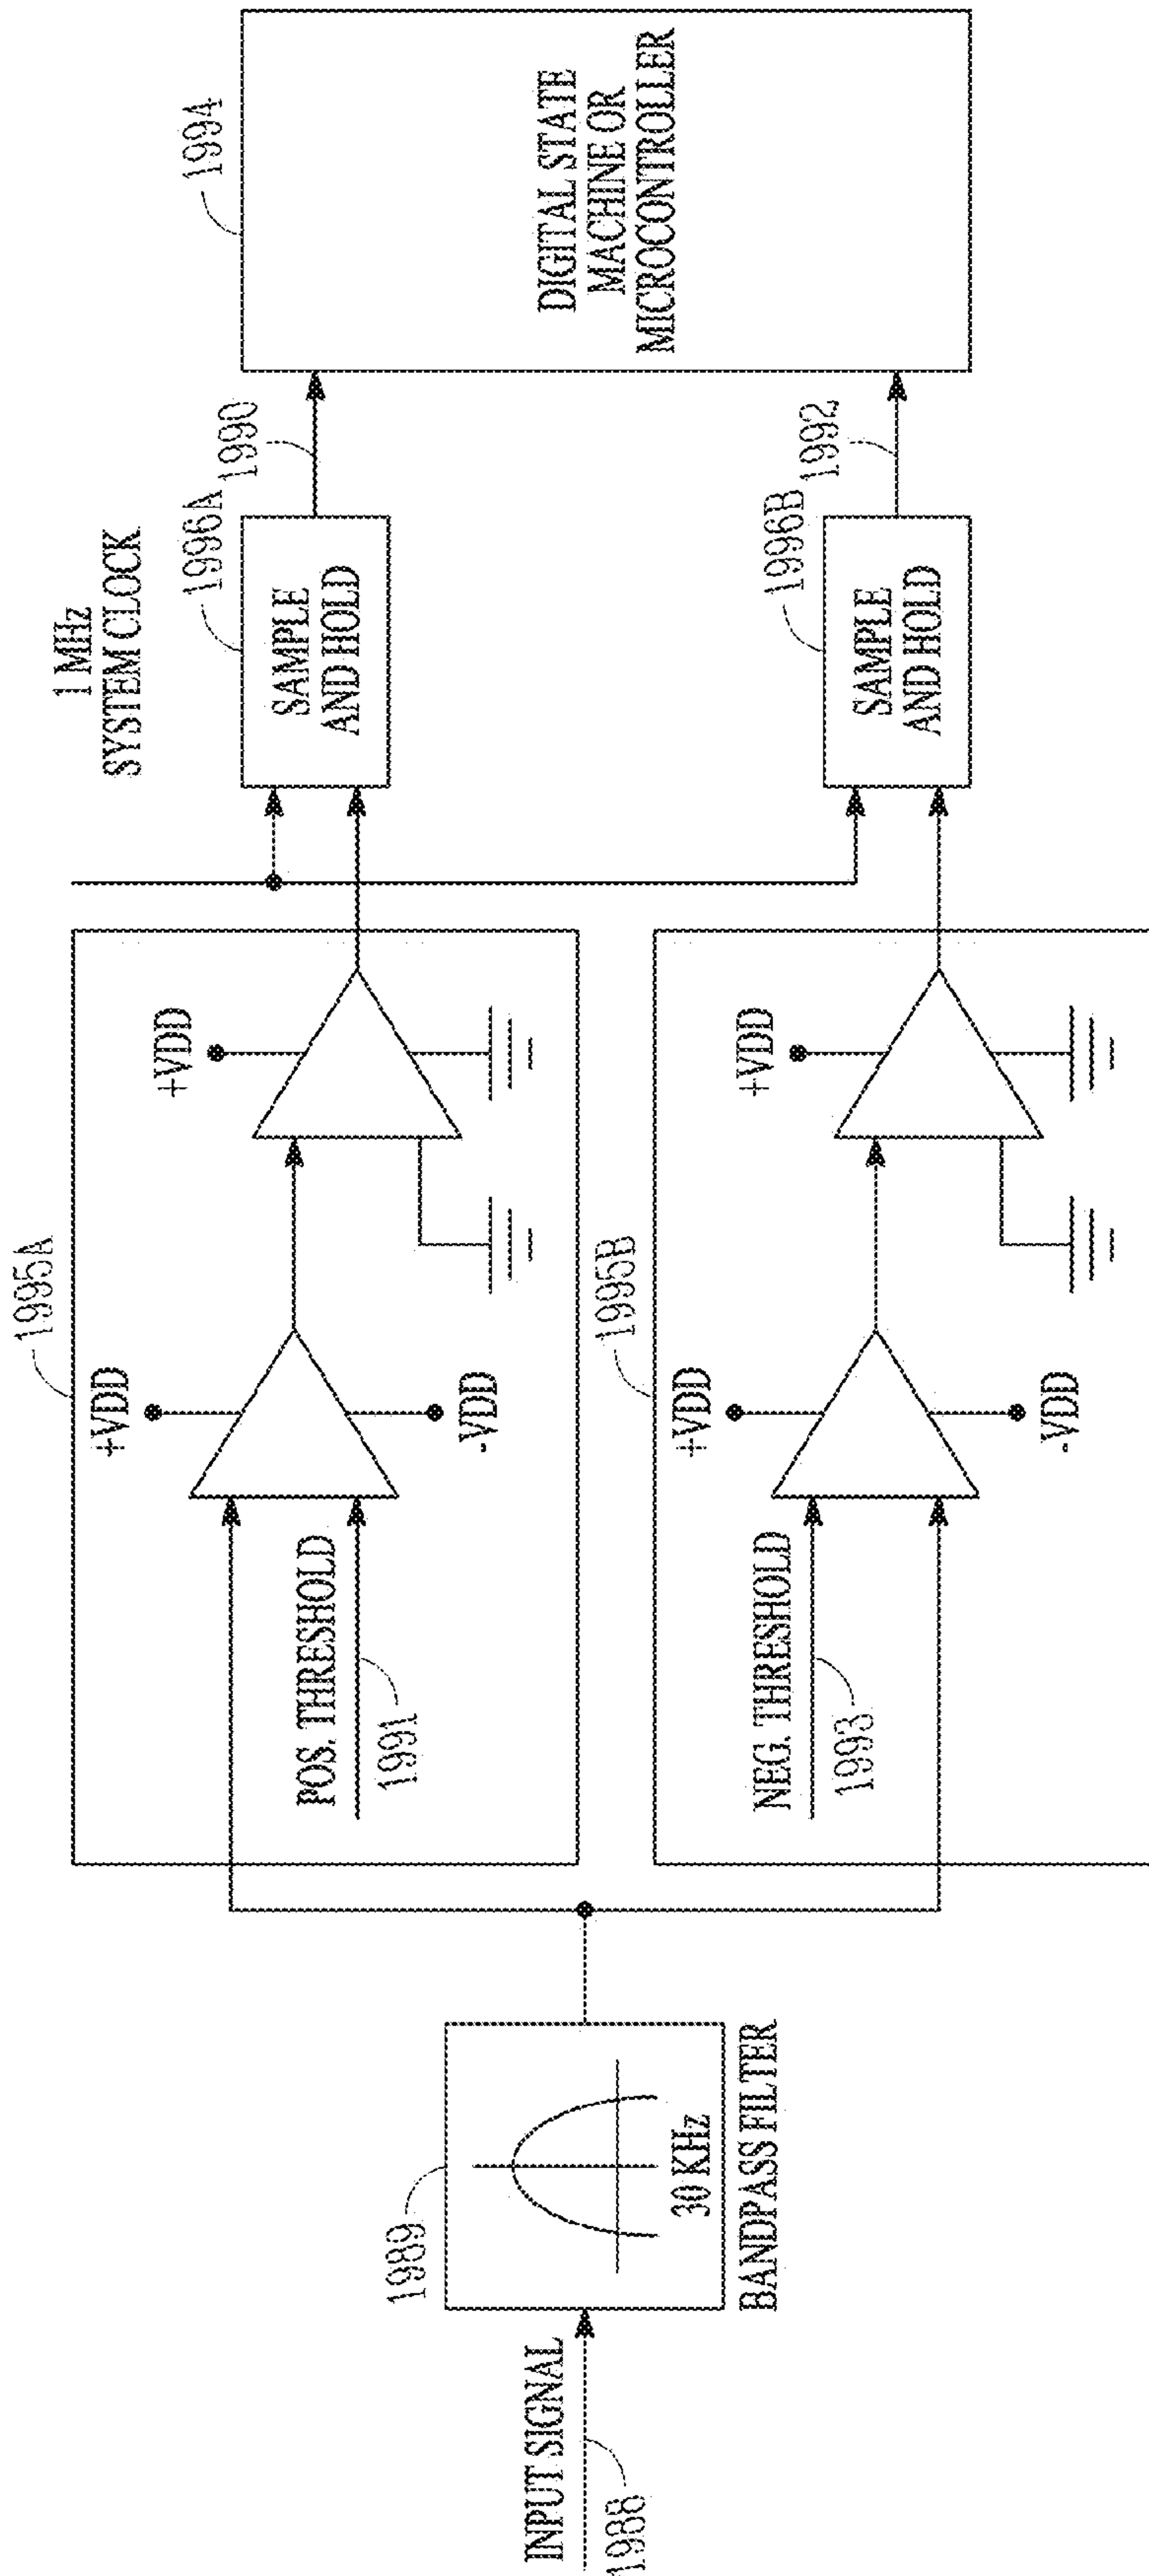 INPUT SIGNAL
1988
1989
30 KHz
BANDPASS FILTER
1995A
+VDD
POS. THRESHOLD
1991
-VDD
+VDD
1995B
+VDD
NEG. THRESHOLD
1993
-VDD
+VDD
1 MHz
SYSTEM CLOCK
1996A
SAMPLE
AND HOLD
1990
1996B
SAMPLE
AND HOLD
1992
1994
DIGITAL STATE
MACHINE OR
MICROCONTROLLER